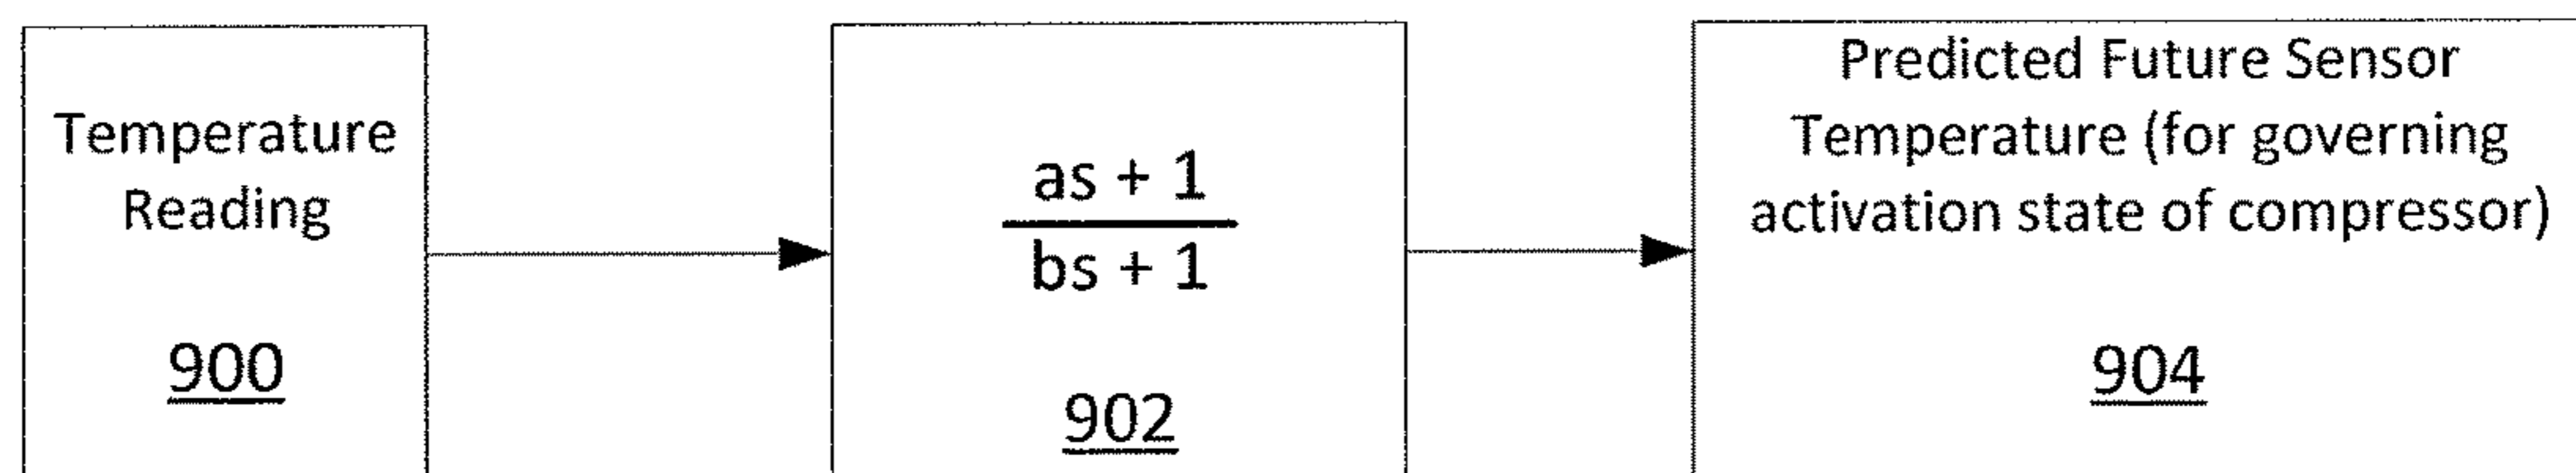 Temperature
Reading
900
as + 1
bs + 1
902
Predicted Future Sensor
Temperature (for governing
activation state of compressor)
904